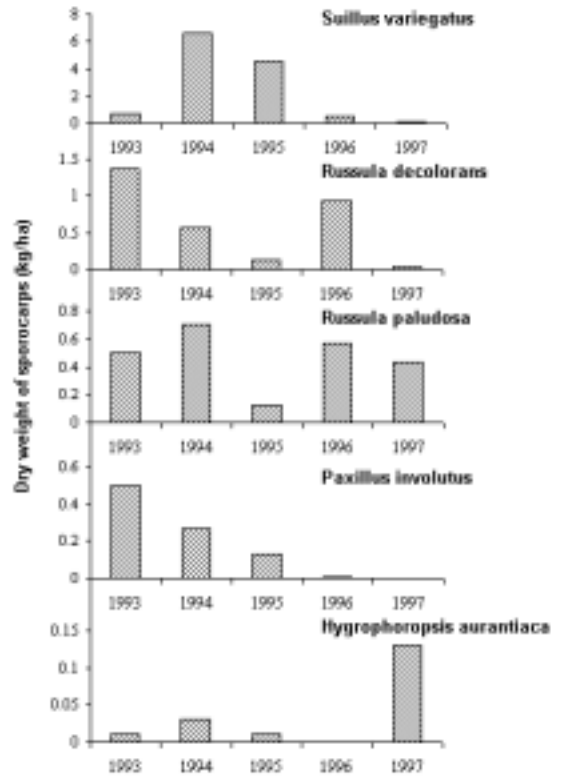 Dry weight of sporocarps (kg/ha)
Suillus variegatus
8
6
4
2
0
1993 1994 1995 1996 1997
Russula decolorans
1.5
1
0.5
0
1993 1994 1995 1996 1997
Russula paludosa
0.8
0.6
0.4
0.2
0
1993 1994 1995 1996 1997
Paxillus involutus
0.6
0.4
0.2
0
1993 1994 1995 1996 1997
Hygrophoropsis aurantiaca
0.15
0.1
0.05
0
1993 1994 1995 1996 1997